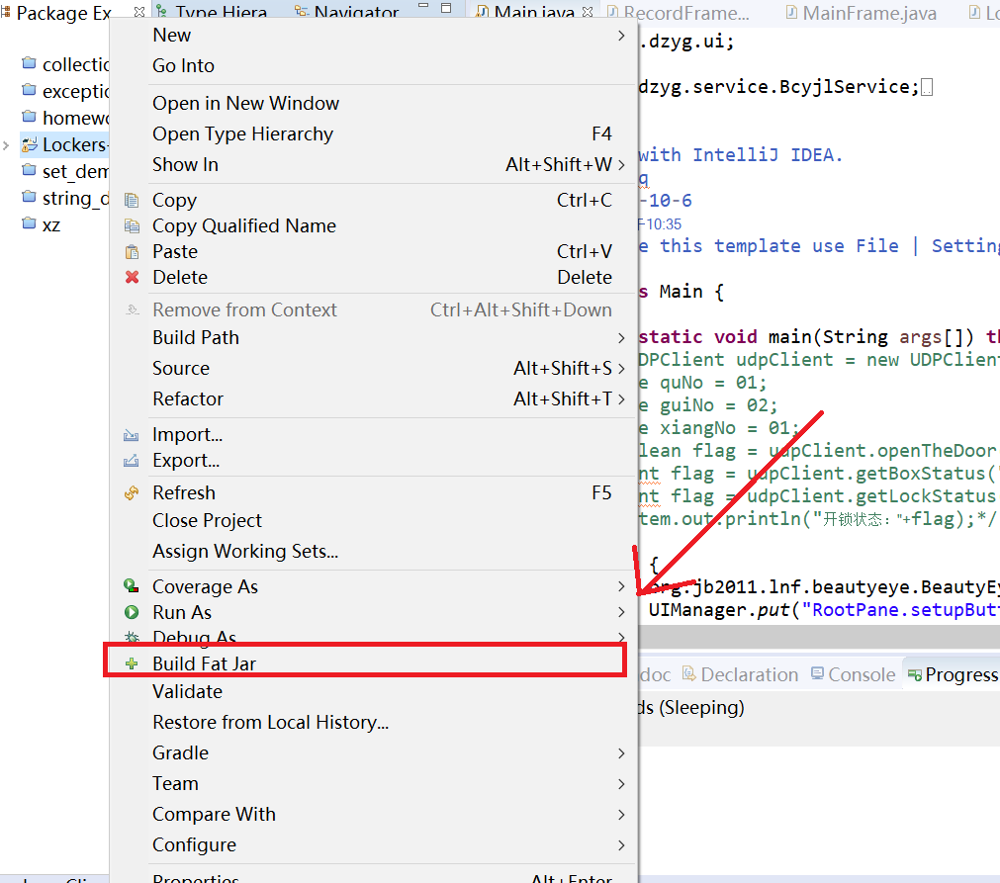 Package Ex
Type Hiera
Navigator
Main.java
RecordFrame...
MainFrame.java
collectio
exceptio
homewo
Lockers-
set_dem
string_d
xz
New
Go Into
Open in New Window
Open Type Hierarchy F4
Show In Alt+Shift+W
Copy Ctrl+C
Copy Qualified Name
Paste Ctrl+V
Delete Delete
Remove from Context Ctrl+Alt+Shift+Down
Build Path
Source Alt+Shift+S
Refactor Alt+Shift+T
Import...
Export...
Refresh F5
Close Project
Assign Working Sets...
Coverage As
Run As
Debug As
Build Fat Jar
Validate
Restore from Local History...
Gradle
Team
Compare With
Configure
Properties Alt+Enter
.dzyg.ui;
dzyg.service.BcyjlService;
with IntelliJ IDEA.
q
-10-6
10:35
e this template use File | Setting
s Main {
static void main(String args[]) th
DPClient udpClient = new UDPClient
e quNo = 01;
e guiNo = 02;
e xiangNo = 01;
lean flag = udpClient.openTheDoor
nt flag = udpClient.getBoxStatus("
nt flag = udpClient.getLockStatus
tem.out.println("开锁状态："+flag);*/
{
org.jb2011.lnf.beautyeye.BeautyEy
UIManager.put("RootPane.setupButt
doc
Declaration
Console
Progress
ds (Sleeping)